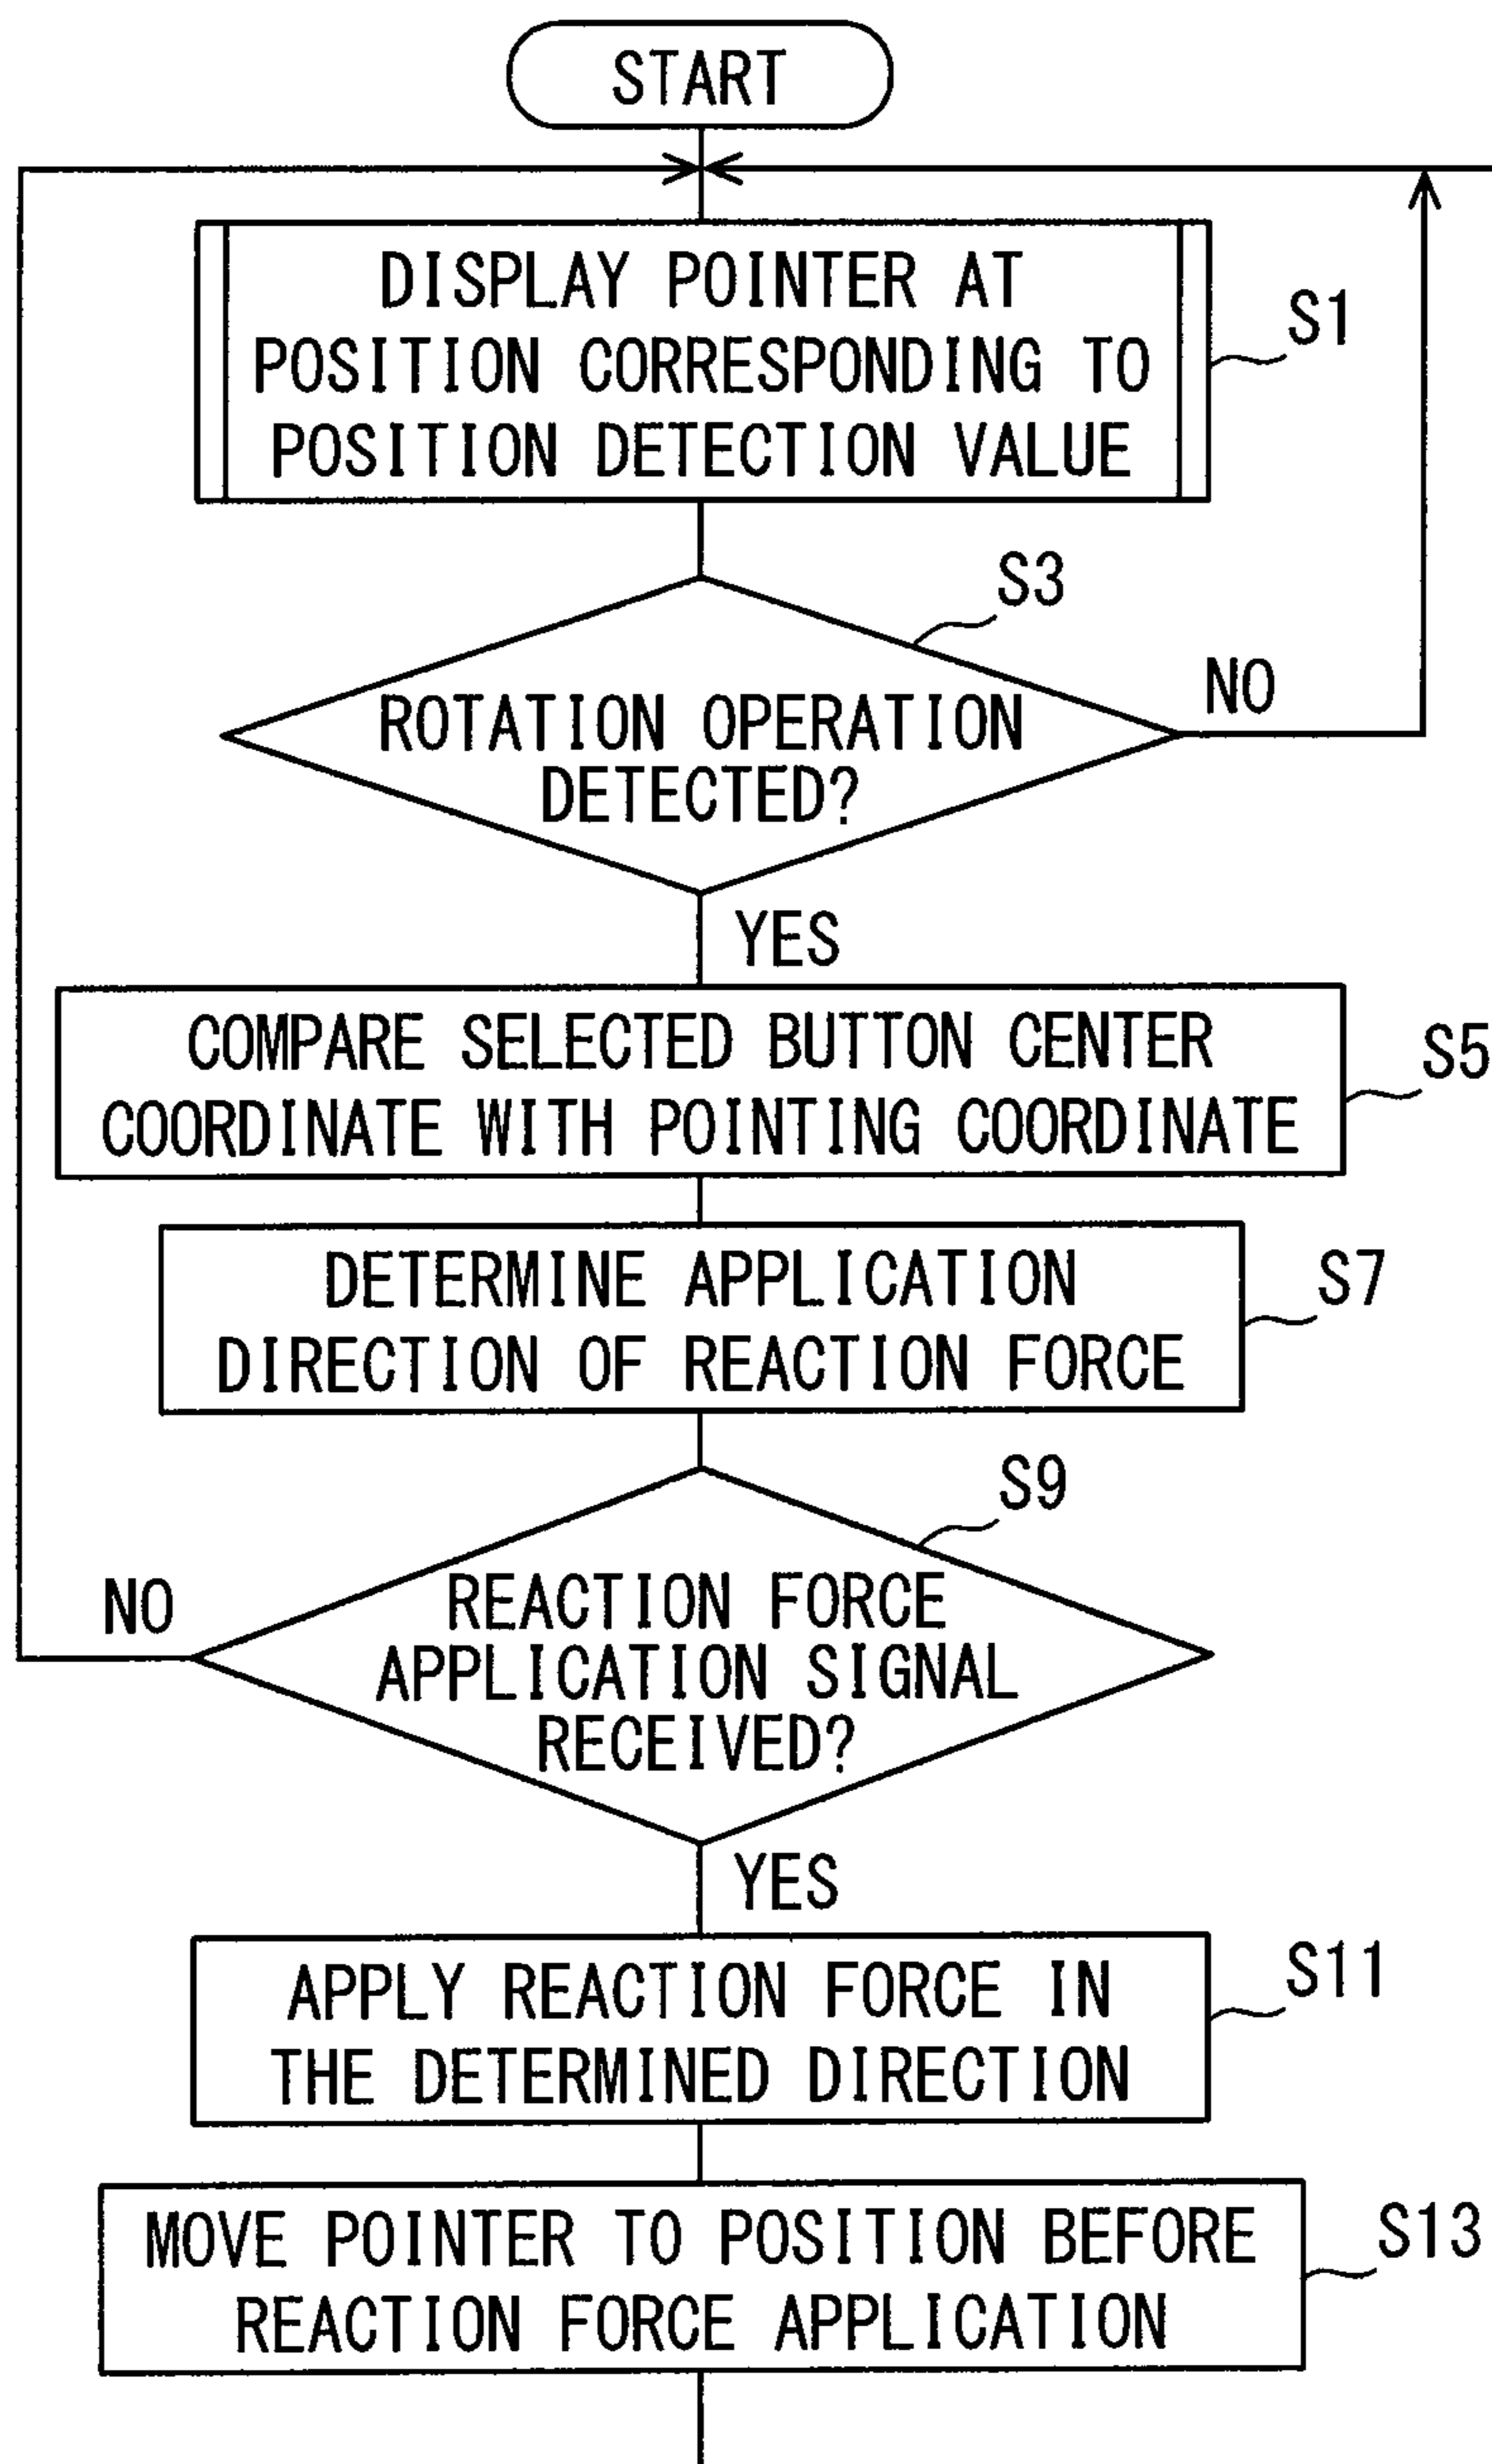 START
DISPLAY POINTER AT
POSITION CORRESPONDING TO
POSITION DETECTION VALUE
S1
S3
ROTATION OPERATION
DETECTED?
NO
YES
COMPARE SELECTED BUTTON CENTER
COORDINATE WITH POINTING COORDINATE
S5
DETERMINE APPLICATION
DIRECTION OF REACTION FORCE
S7
S9
REACTION FORCE
APPLICATION SIGNAL
RECEIVED?
NO
YES
APPLY REACTION FORCE IN
THE DETERMINED DIRECTION
S11
MOVE POINTER TO POSITION BEFORE
REACTION FORCE APPLICATION
S13